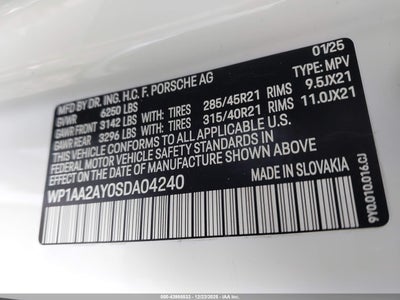 MFD BY DR. ING. H.C. F. PORSCHE AG 01/25
GVWR 6250 LBS TYPE: MPV
GAWR FRONT 3142 LBS WITH TIRES 285/45R21 RIMS 9.5JX21
GAWR REAR 3296 LBS WITH TIRES 315/40R21 RIMS 11.0JX21
THIS VEHICLE CONFORMS TO ALL APPLICABLE U.S.
FEDERAL MOTOR VEHICLE SAFETY
STANDARDS IN EFFECT ON THE DATE OF
MANUFACTURE SHOWN ABOVE
WP1AA2AY0SDA04240 MADE IN SLOVAKIA
9Y0.010.016.CJ